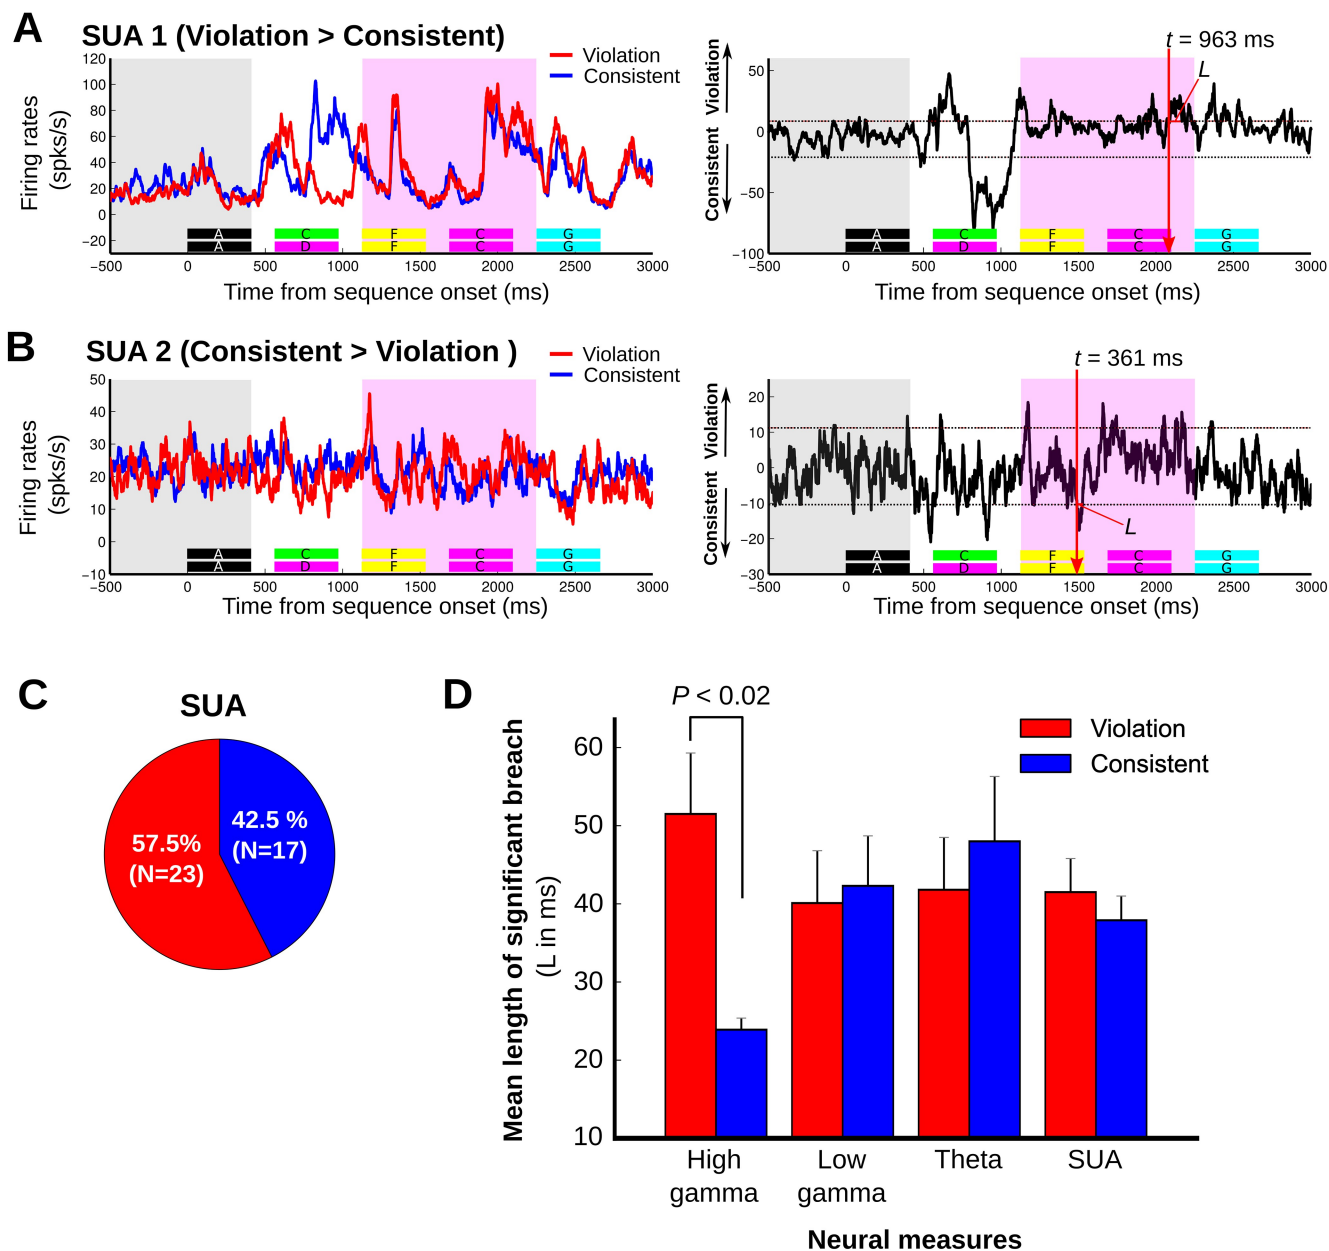 A
SUA 1 (Violation > Consistent)
Violation
Consistent
Firing rates
(spks/s)
120
100
80
60
40
20
0
−20
A C F C G
A D F C G
−500 0 500 1000 1500 2000 2500 3000
Time from sequence onset (ms)
t = 963 ms
L
Consistent Violation
50
0
−50
−100
A C F C G
A D F C G
−500 0 500 1000 1500 2000 2500 3000
Time from sequence onset (ms)
B
SUA 2 (Consistent > Violation )
Violation
Consistent
Firing rates
(spks/s)
50
40
30
20
10
0
−10
A C F C G
A D F C G
−500 0 500 1000 1500 2000 2500 3000
Time from sequence onset (ms)
t = 361 ms
L
Consistent Violation
20
10
0
−10
−20
−30
A C F C G
A D F C G
−500 0 500 1000 1500 2000 2500 3000
Time from sequence onset (ms)
C
SUA
57.5%
(N=23)
42.5 %
(N=17)
D
P < 0.02
Violation
Consistent
Mean length of significant breach
(L in ms)
60
50
40
30
20
10
High
gamma
Low
gamma
Theta
SUA
Neural measures